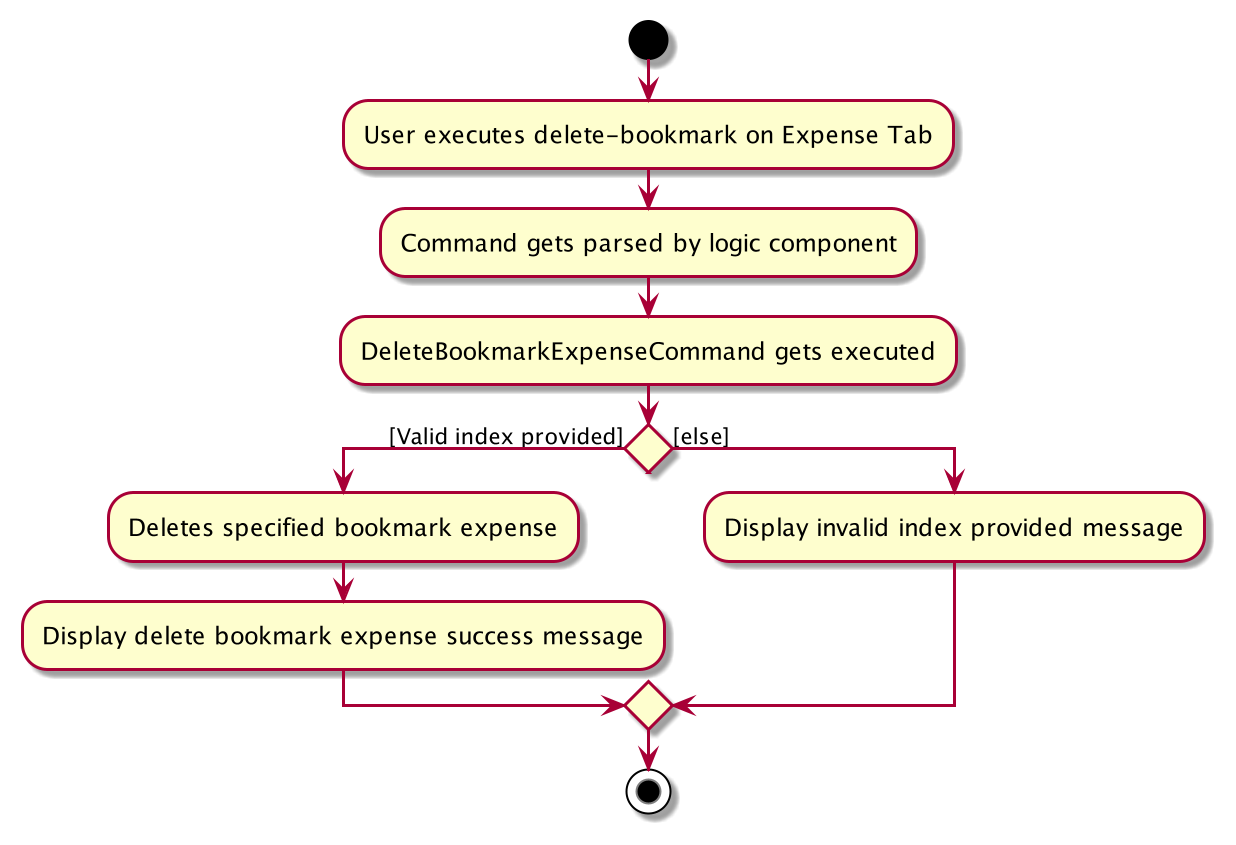 User executes delete-bookmark on Expense Tab
Command gets parsed by logic component
DeleteBookmarkExpenseCommand gets executed
[Valid index provided]
[else]
Deletes specified bookmark expense
Display invalid index provided message
Display delete bookmark expense success message